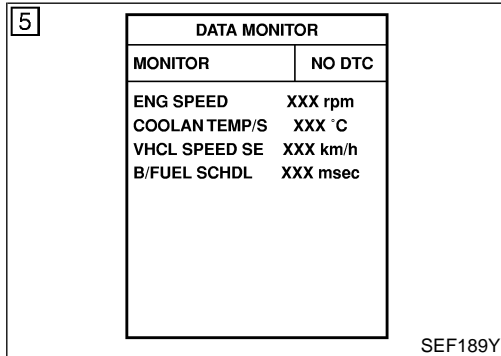 5
DATA MONITOR
MONITOR NO DTC
ENG SPEED XXX rpm
COOLAN TEMP/S XXX °C
VHCL SPEED SE XXX km/h
B/FUEL SCHDL XXX msec
SEF189Y